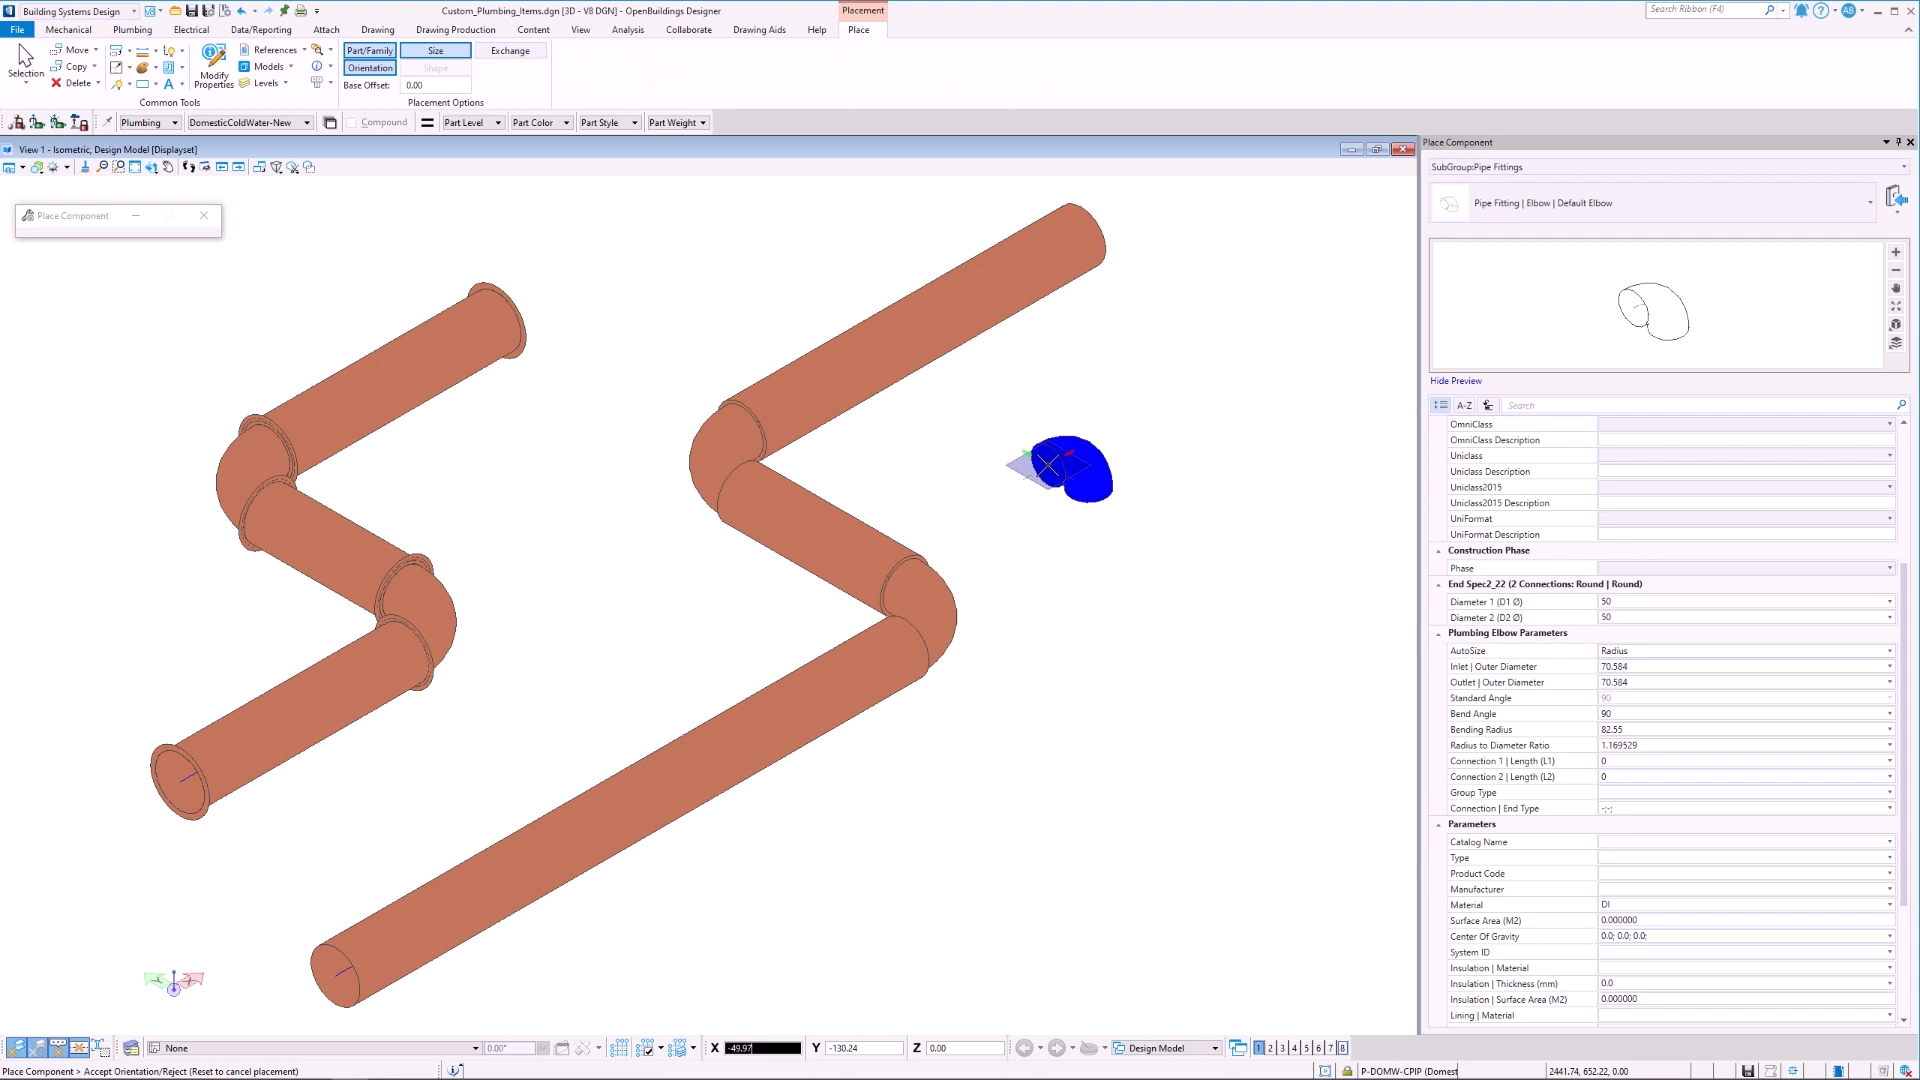 Building Systems Design
Custom_Plumbing_Items.dgn [3D - V8 DGN] - OpenBuildings Designer
Placement
Search Ribbon (F4)
AB
File Mechanical Plumbing Electrical Data/Reporting Attach Drawing Drawing Production Content View Analysis Collaborate Drawing Aids Help Place
Selection
Move
Copy
Delete
Modify Properties
References
Models
Levels
Common Tools
Part/Family Size Exchange
Orientation Shape
Base Offset: 0.00
Placement Options
Plumbing DomesticColdWater-New Compound Part Level Part Color Part Style Part Weight
View 1 - Isometric, Design Model [Displayset]
Place Component
Place Component
SubGroup:Pipe Fittings
Pipe Fitting | Elbow | Default Elbow
Hide Preview
A-Z Search
OmniClass
OmniClass Description
Uniclass
Uniclass Description
Uniclass2015
Uniclass2015 Description
UniFormat
UniFormat Description
Construction Phase
Phase
End Spec2_22 (2 Connections: Round | Round)
Diameter 1 (D1 Ø) 50
Diameter 2 (D2 Ø) 50
Plumbing Elbow Parameters
AutoSize Radius
Inlet | Outer Diameter 70.584
Outlet | Outer Diameter 70.584
Standard Angle 90
Bend Angle 90
Bending Radius 82.55
Radius to Diameter Ratio 1.169529
Connection 1 | Length (L1) 0
Connection 2 | Length (L2) 0
Group Type
Connection | End Type -:-:
Parameters
Catalog Name
Type
Product Code
Manufacturer
Material DI
Surface Area (M2) 0.000000
Center Of Gravity 0.0; 0.0; 0.0;
System ID
Insulation | Material
Insulation | Thickness (mm) 0.0
Insulation | Surface Area (M2) 0.000000
Lining | Material
None 0.00° X -49.97 Y -130.24 Z 0.00 Design Model 1 2 3 4 5 6 7 8
Place Component > Accept Orientation/Reject (Reset to cancel placement) P-DOMW-CPIP (Domest 2441.74, 652.22, 0.00